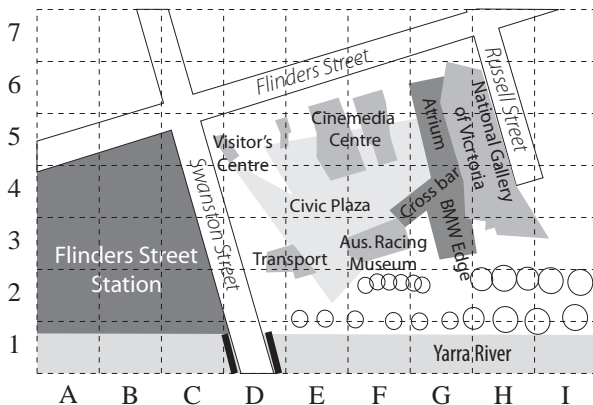 7
6
5
4
3
2
1
Flinders Street
Russell Street
Cinemedia
Centre
Atrium
National Gallery
of Victoria
Visitor's
Centre
Swanston Street
Civic Plaza
Cross bar
BMW Edge
Aus. Racing
Museum
Transport
Flinders Street
Station
Yarra River
A B C D E F G H I